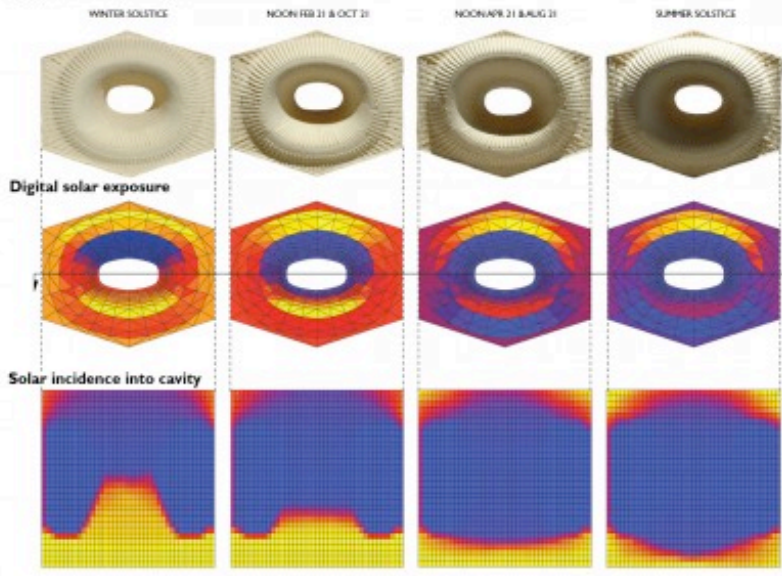 WINTER SOLSTICE
NOON FEB 21 & OCT 21
NOON APR 21 & AUG 21
SUMMER SOLSTICE
Digital solar exposure
Solar incidence into cavity